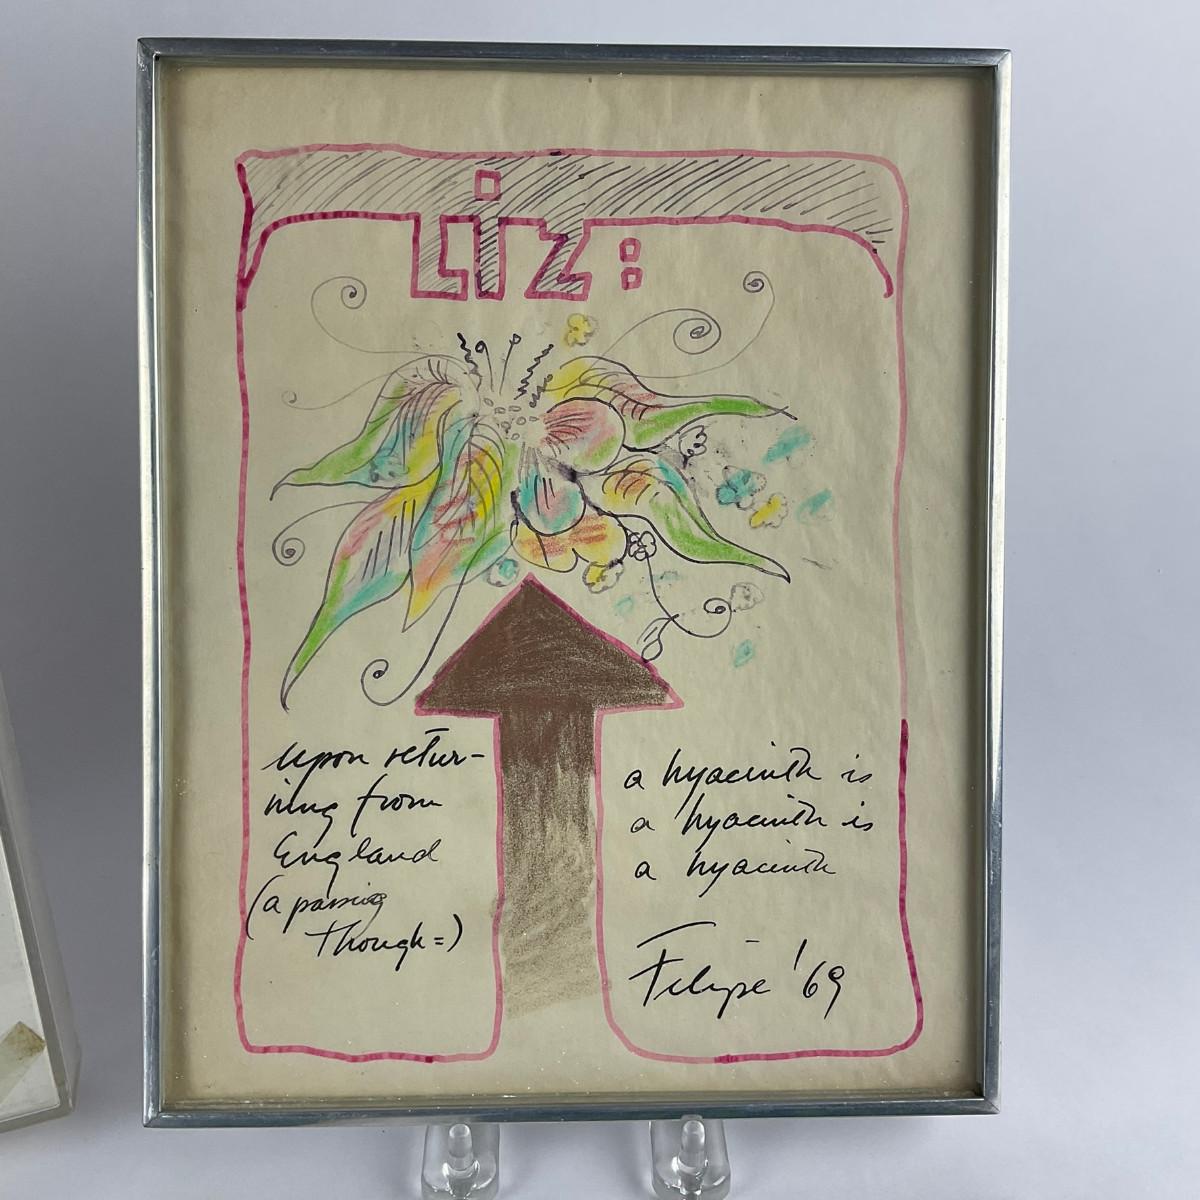 Liz:
upon retur-
ning from
England
(a passing
though=)
a hyacinth is
a hyacinth is
a hyacinth
Felipe '69